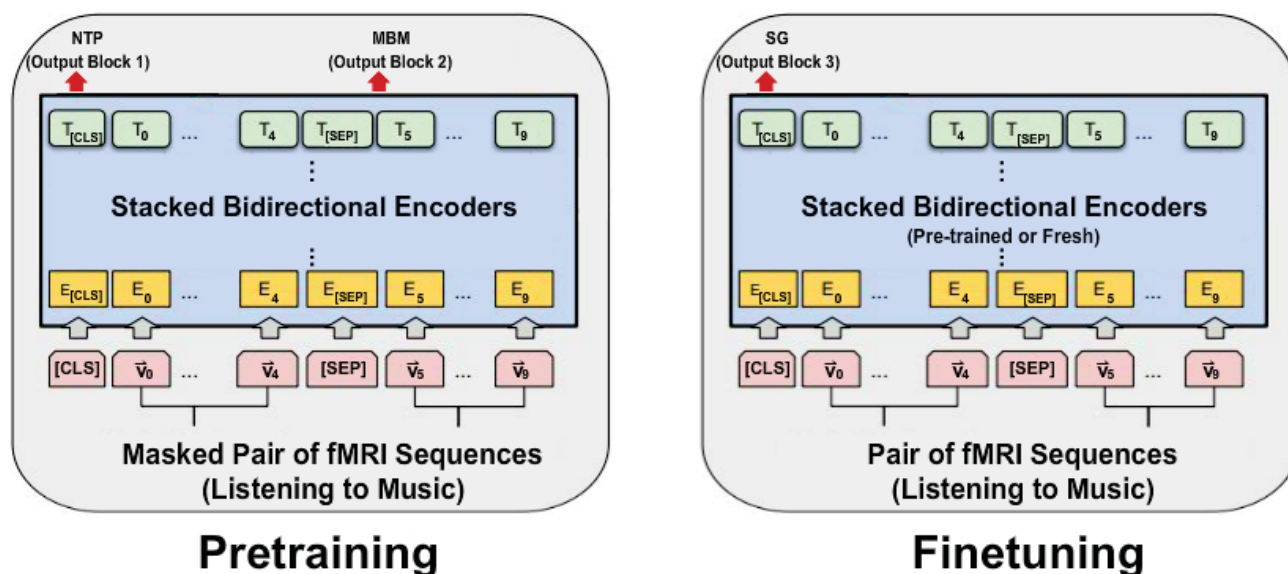 NTP
(Output Block 1)
MBM
(Output Block 2)
T[CLS] T0 ... T4 T[SEP] T5 ... T9
Stacked Bidirectional Encoders
E[CLS] E0 ... E4 E[SEP] E5 ... E9
[CLS] v⃗0 ... v⃗4 [SEP] v⃗5 ... v⃗9
Masked Pair of fMRI Sequences
(Listening to Music)
Pretraining
SG
(Output Block 3)
T[CLS] T0 ... T4 T[SEP] T5 ... T9
Stacked Bidirectional Encoders
(Pre-trained or Fresh)
E[CLS] E0 ... E4 E[SEP] E5 ... E9
[CLS] v⃗0 ... v⃗4 [SEP] v⃗5 ... v⃗9
Pair of fMRI Sequences
(Listening to Music)
Finetuning